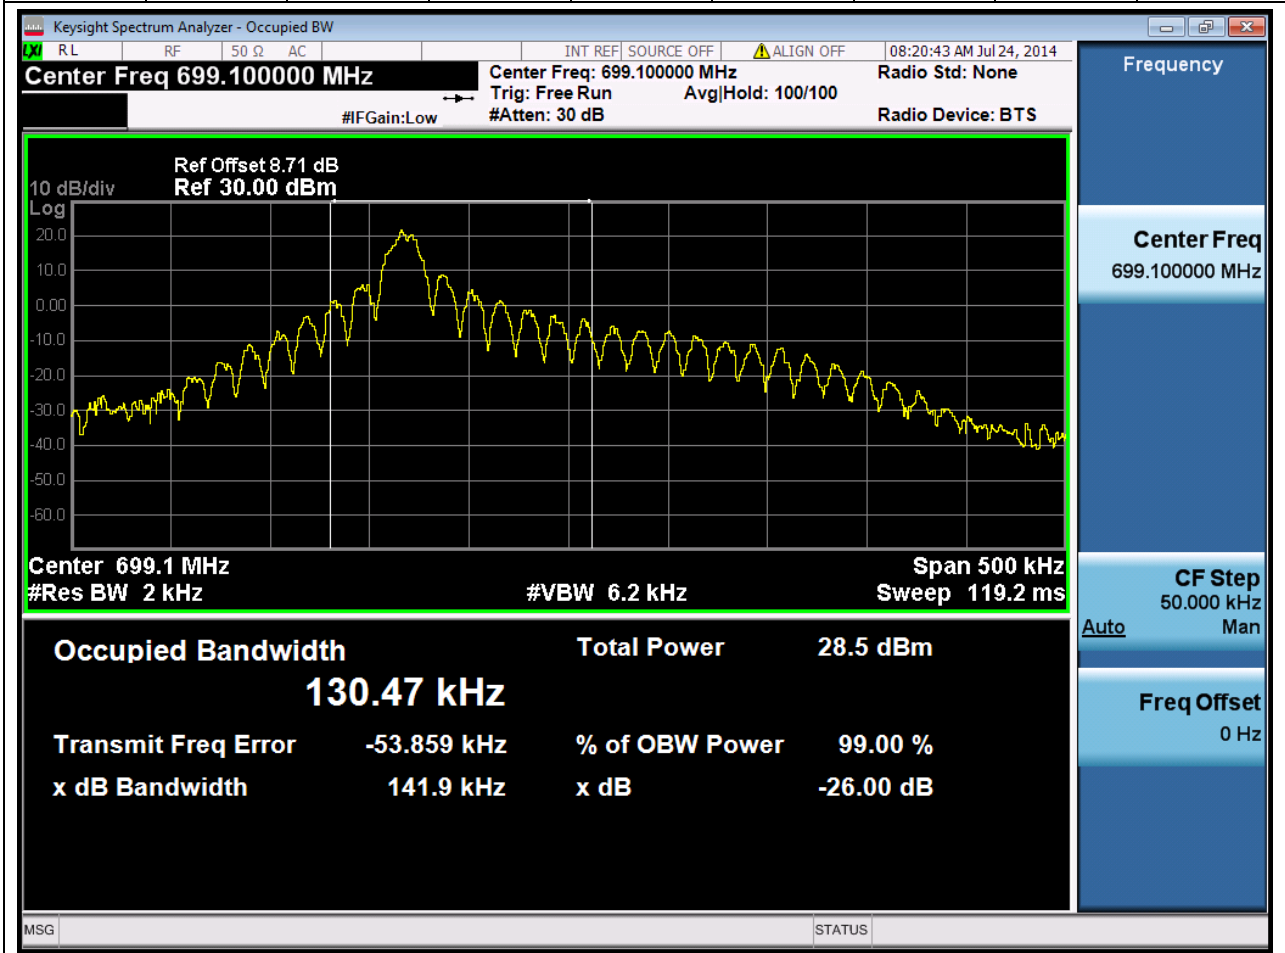 Keysight Spectrum Analyzer - Occupied BW
LXI RL RF 50 Ω AC INT REF SOURCE OFF ALIGN OFF 08:20:43 AM Jul 24, 2014
Center Freq 699.100000 MHz
Center Freq: 699.100000 MHz Radio Std: None
Trig: Free Run Avg|Hold: 100/100
#IFGain:Low #Atten: 30 dB Radio Device: BTS
Ref Offset 8.71 dB
10 dB/div Ref 30.00 dBm
Log
20.0
10.0
0.00
-10.0
-20.0
-30.0
-40.0
-50.0
-60.0
Center 699.1 MHz Span 500 kHz
#Res BW 2 kHz #VBW 6.2 kHz Sweep 119.2 ms
Occupied Bandwidth Total Power 28.5 dBm
130.47 kHz
Transmit Freq Error -53.859 kHz % of OBW Power 99.00 %
x dB Bandwidth 141.9 kHz x dB -26.00 dB
Frequency
Center Freq
699.100000 MHz
CF Step
50.000 kHz
Auto Man
Freq Offset
0 Hz
MSG STATUS